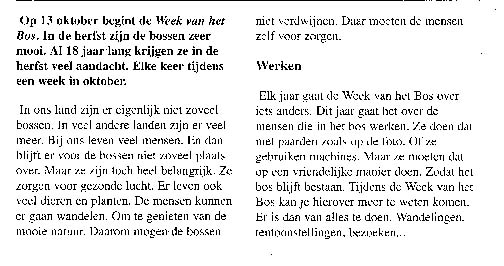 Op 13 oktober begint de Week van het
Bos. In de herfst zijn de bossen zeer
mooi. Al 18 jaar lang krijgen ze in de
herfst veel aandacht. Elke keer tijdens
een week in oktober.
In ons land zijn er eigenlijk niet zoveel
bossen. In veel andere landen zijn er veel
meer. Bij ons leven veel mensen. En dan
blijft er voor de bossen niet zoveel plaats
over. Maar ze zijn toch heel belangrijk. Ze
zorgen voor gezonde lucht. Er leven ook
veel dieren en planten. De mensen kunnen
er gaan wandelen. Om te genieten van de
mooie natuur. Daarom mogen de bossen
niet verdwijnen. Daar moeten de mensen
zelf voor zorgen.
Werken
Elk jaar gaat de Week van het Bos over
iets anders. Dit jaar gaat het over de
mensen die in het bos werken. Ze doen dat
met paarden zoals op de foto. Of ze
gebruiken machines. Maar ze moeten dat
op een vriendelijke manier doen. Zodat het
bos blijft bestaan. Tijdens de Week van het
Bos kan je hierover meer te weten komen.
Er is dan van alles te doen. Wandelingen,
tentoonstellingen, bezoeken...